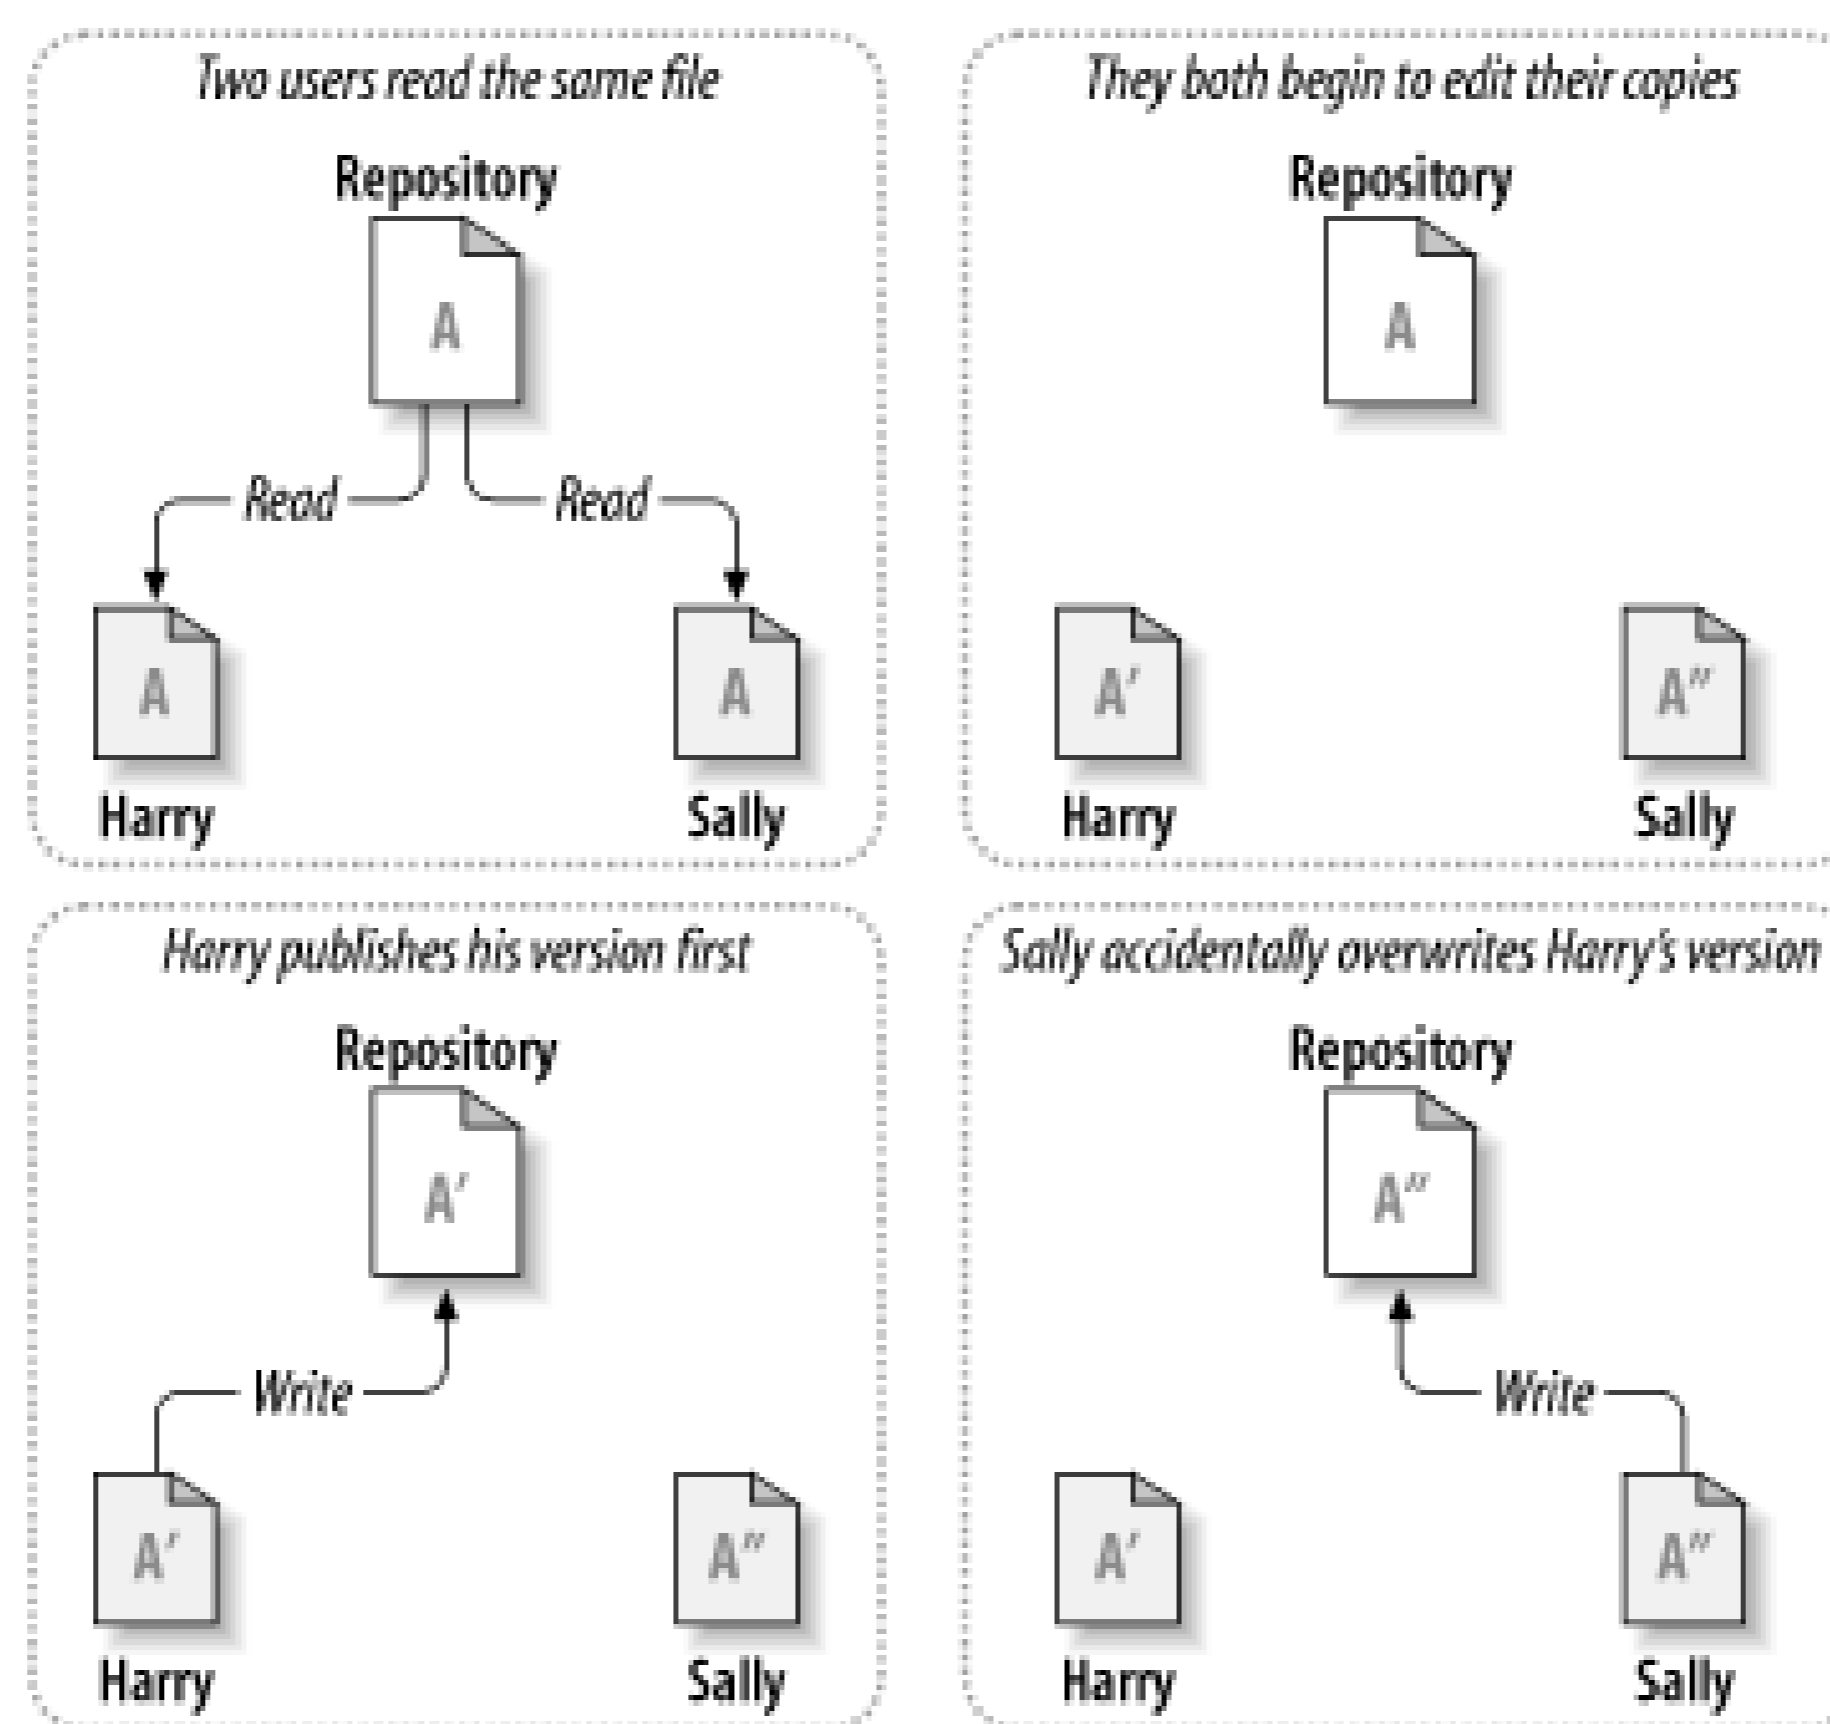 Two users read the same file
Repository
A
Read Read
A A
Harry Sally
They both begin to edit their copies
Repository
A
A′ A″
Harry Sally
Harry publishes his version first
Repository
A′
Write
A′ A″
Harry Sally
Sally accidentally overwrites Harry’s version
Repository
A″
Write
A′ A″
Harry Sally